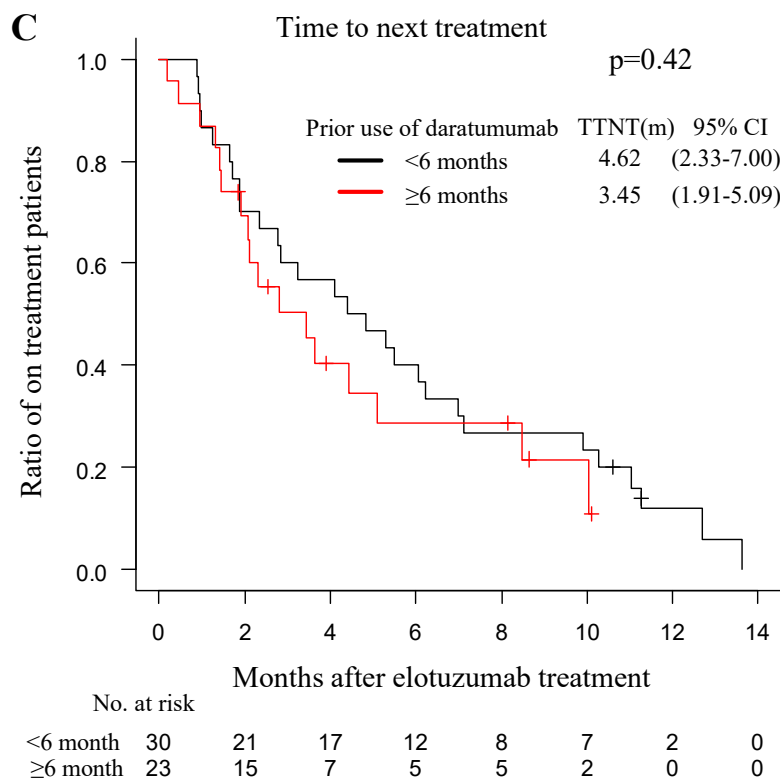 C
Time to next treatment
p=0.42
Prior use of daratumumab TTNT(m) 95% CI
<6 months 4.62 (2.33-7.00)
≥6 months 3.45 (1.91-5.09)
Ratio of on treatment patients
1.0
0.8
0.6
0.4
0.2
0.0
0 2 4 6 8 10 12 14
Months after elotuzumab treatment
No. at risk
<6 month 30 21 17 12 8 7 2 0
≥6 month 23 15 7 5 5 2 0 0